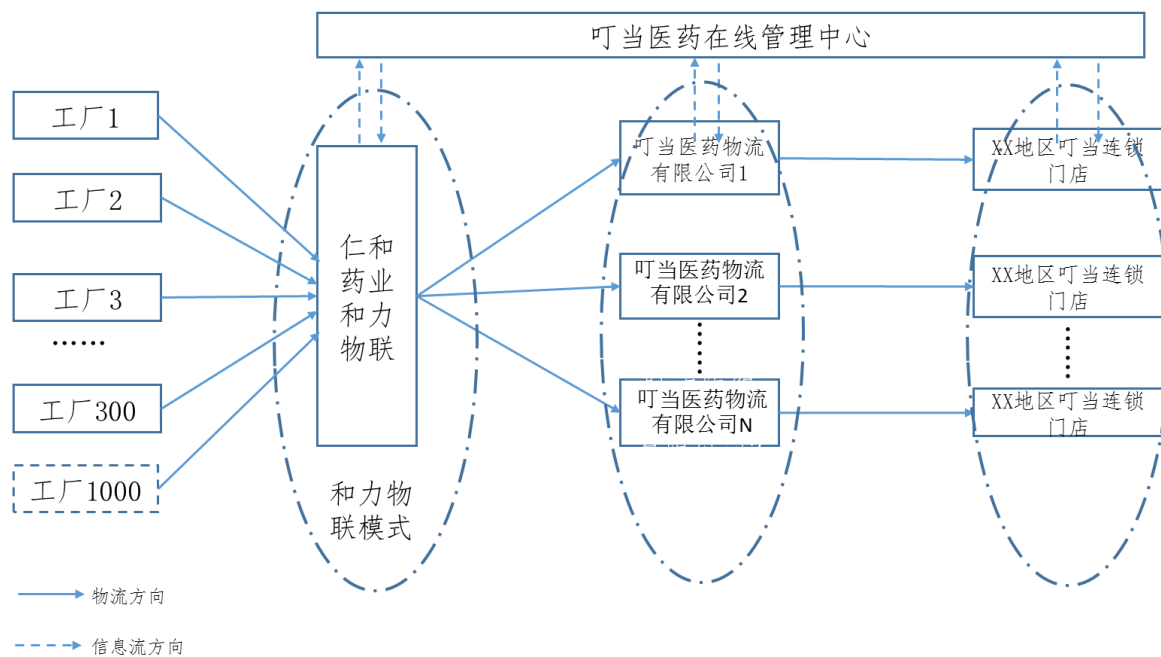 叮当医药在线管理中心
工厂1
工厂2
工厂3
......
工厂300
工厂1000
仁和
药业
和力
物联
和力物
联模式
叮当医药物流
有限公司1
叮当医药物流
有限公司2
叮当医药物流
有限公司N
XX地区叮当连锁
门店
XX地区叮当连锁
门店
XX地区叮当连锁
门店
物流方向
信息流方向